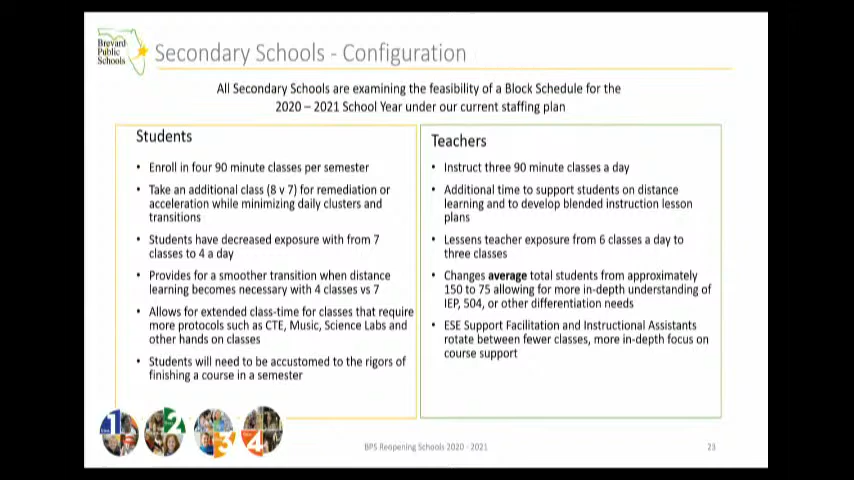 Brevard
Public
Schools
Secondary Schools - Configuration
All Secondary Schools are examining the feasibility of a Block Schedule for the
2020 – 2021 School Year under our current staffing plan
Students
• Enroll in four 90 minute classes per semester
• Take an additional class (8 v 7) for remediation or
acceleration while minimizing daily clusters and
transitions
• Students have decreased exposure with from 7
classes to 4 a day
• Provides for a smoother transition when distance
learning becomes necessary with 4 classes vs 7
• Allows for extended class-time for classes that require
more protocols such as CTE, Music, Science Labs and
other hands on classes
• Students will need to be accustomed to the rigors of
finishing a course in a semester
Teachers
• Instruct three 90 minute classes a day
• Additional time to support students on distance
learning and to develop blended instruction lesson
plans
• Lessens teacher exposure from 6 classes a day to
three classes
• Changes average total students from approximately
150 to 75 allowing for more in-depth understanding of
IEP, 504, or other differentiation needs
• ESE Support Facilitation and Instructional Assistants
rotate between fewer classes, more in-depth focus on
course support
1 2 3 4
BPS Reopening Schools 2020 - 2021
23